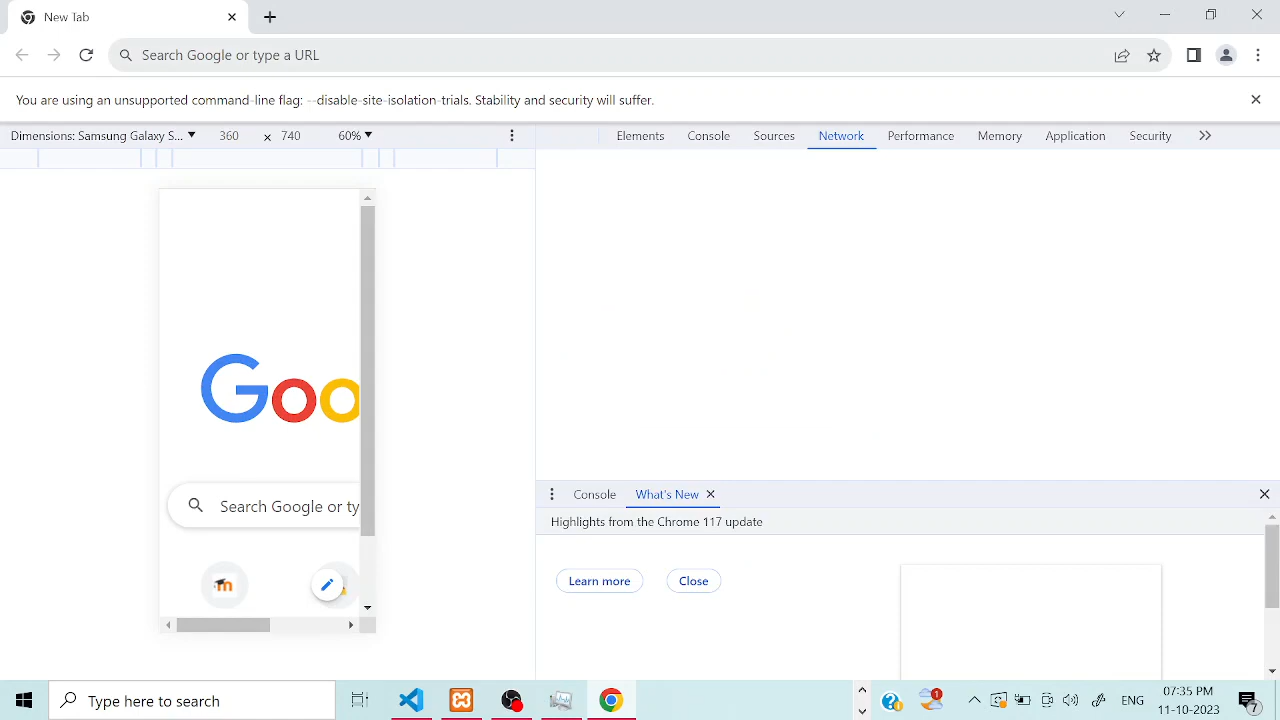 New Tab
Search Google or type a URL
You are using an unsupported command-line flag: --disable-site-isolation-trials. Stability and security will suffer.
Dimensions: Samsung Galaxy S... 360 × 740 60%
Elements Console Sources Network Performance Memory Application Security
Goo
Search Google or ty
Console What's New
Highlights from the Chrome 117 update
Learn more Close
Type here to search
1
ENG
07:35 PM
11-10-2023
7